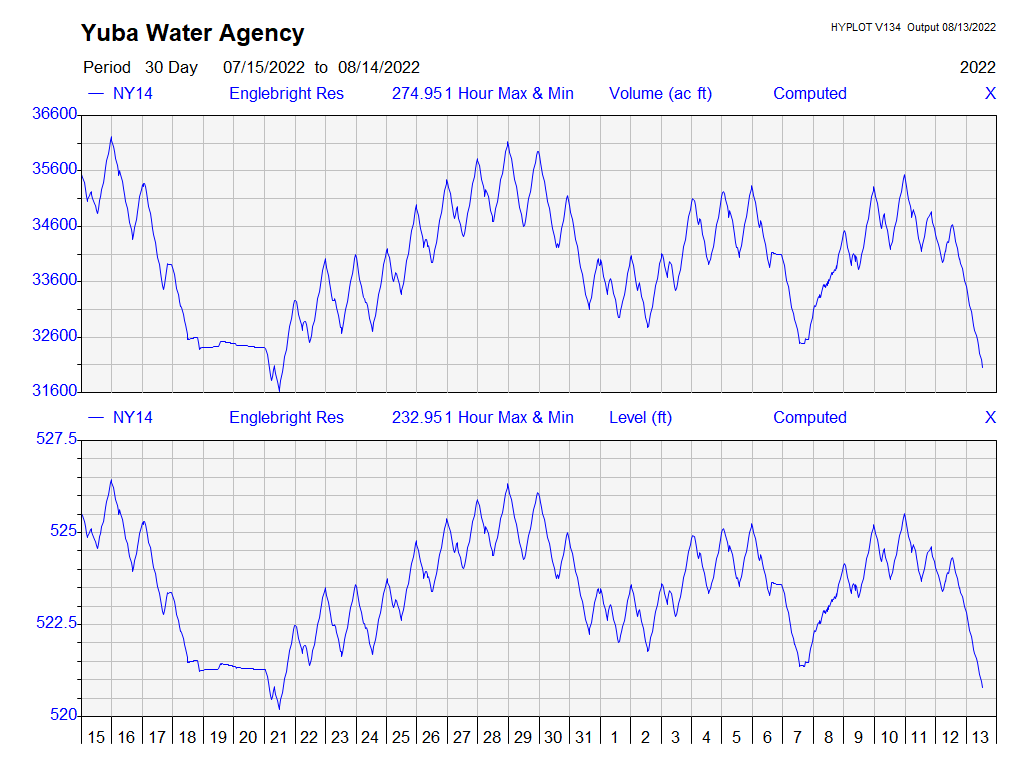 Yuba Water Agency
HYPLOT V134 Output 08/13/2022
Period 30 Day 07/15/2022 to 08/14/2022 2022
NY14 Englebright Res 274.951 Hour Max & Min Volume (ac ft) Computed X
36600
35600
34600
33600
32600
31600
NY14 Englebright Res 232.951 Hour Max & Min Level (ft) Computed X
527.5
525
522.5
520
15 16 17 18 19 20 21 22 23 24 25 26 27 28 29 30 31 1 2 3 4 5 6 7 8 9 10 11 12 13